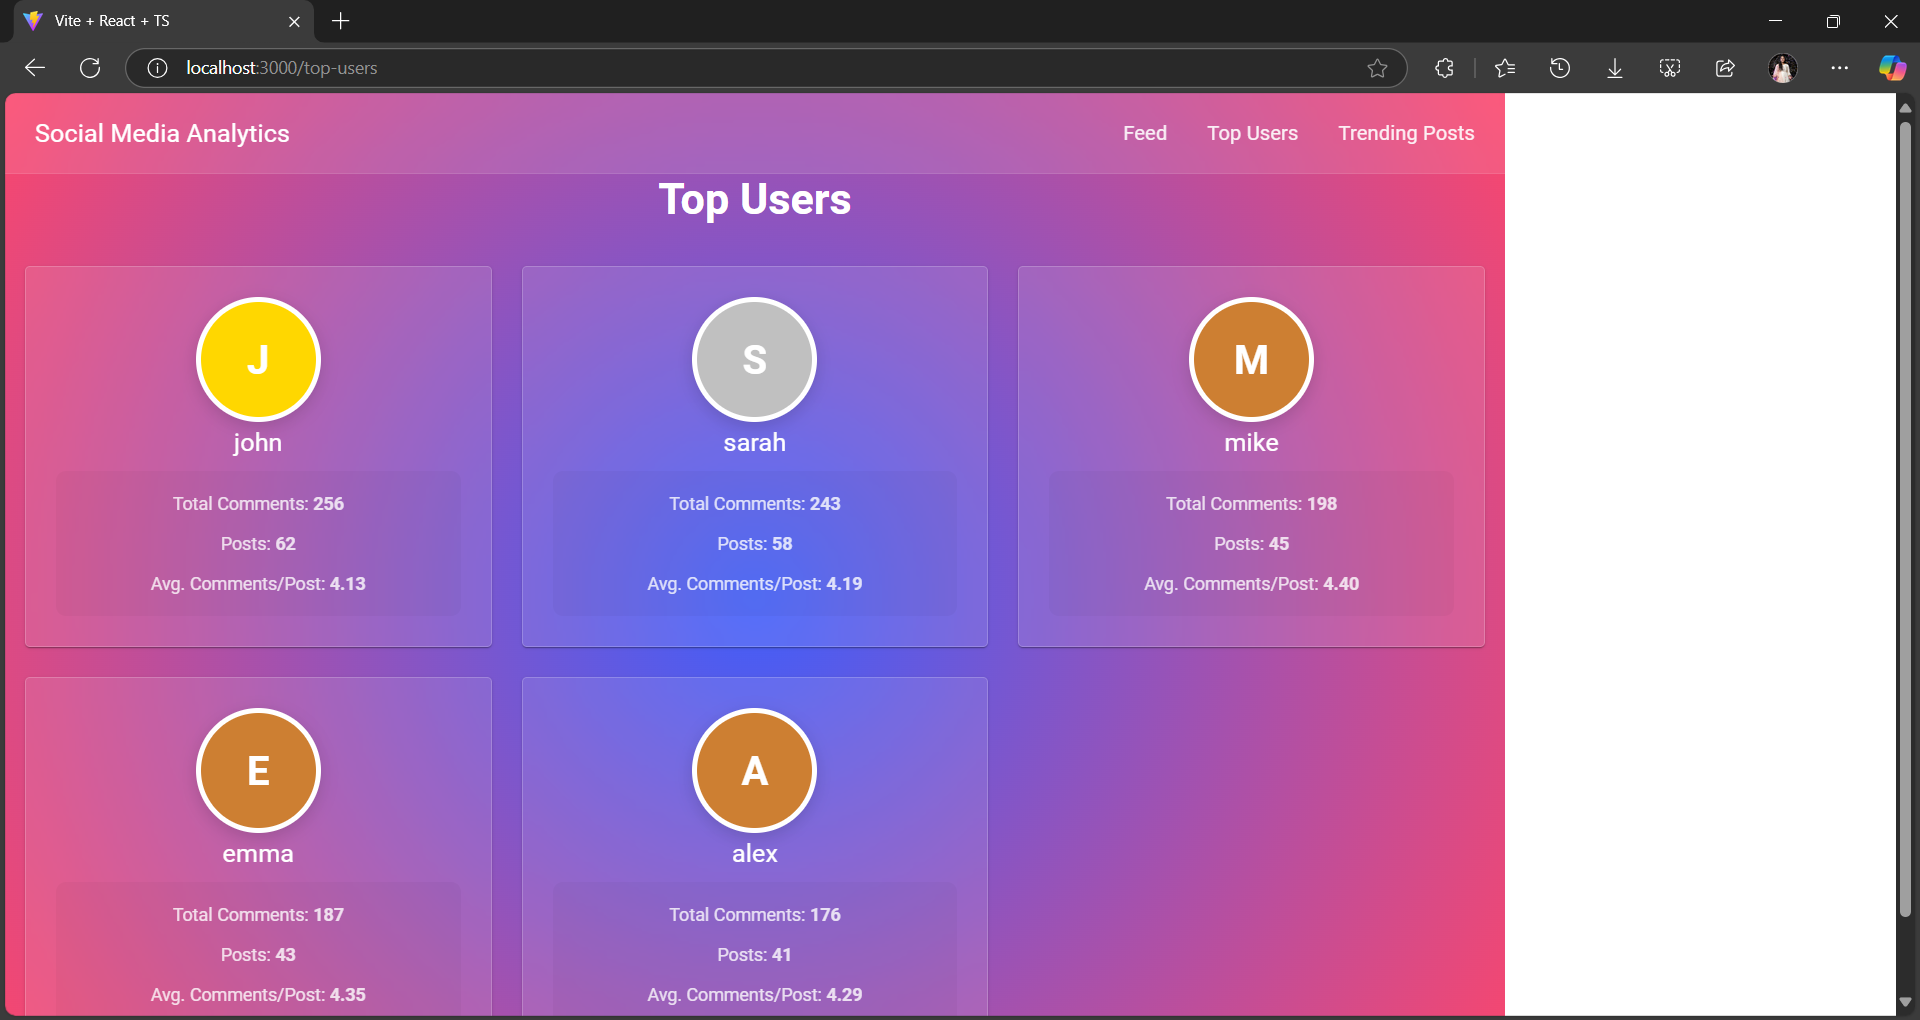 Vite + React + TS
localhost:3000/top-users
Social Media Analytics
Feed
Top Users
Trending Posts
Top Users
J
john
Total Comments: 256
Posts: 62
Avg. Comments/Post: 4.13
S
sarah
Total Comments: 243
Posts: 58
Avg. Comments/Post: 4.19
M
mike
Total Comments: 198
Posts: 45
Avg. Comments/Post: 4.40
E
emma
Total Comments: 187
Posts: 43
Avg. Comments/Post: 4.35
A
alex
Total Comments: 176
Posts: 41
Avg. Comments/Post: 4.29